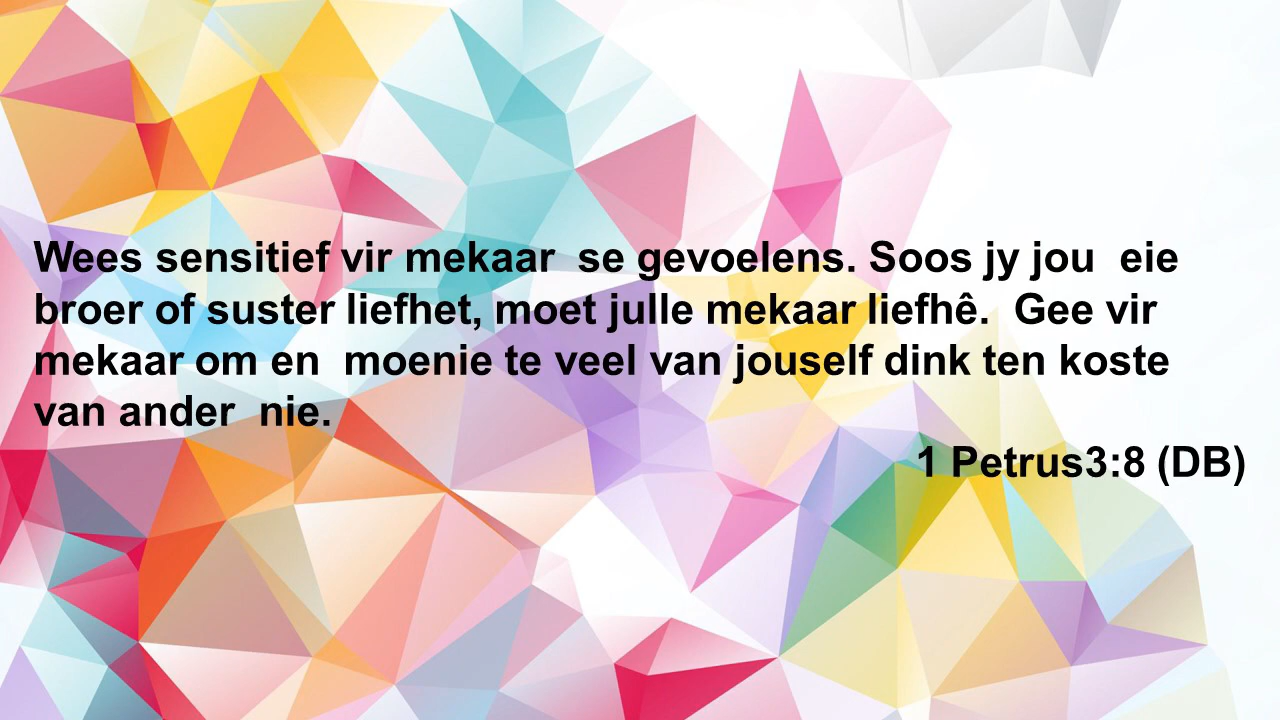 Wees sensitief vir mekaar  se gevoelens. Soos jy jou  eie
broer of suster liefhet, moet julle mekaar liefhê.  Gee vir
mekaar om en  moenie te veel van jouself dink ten koste
van ander  nie.
1 Petrus3:8 (DB)